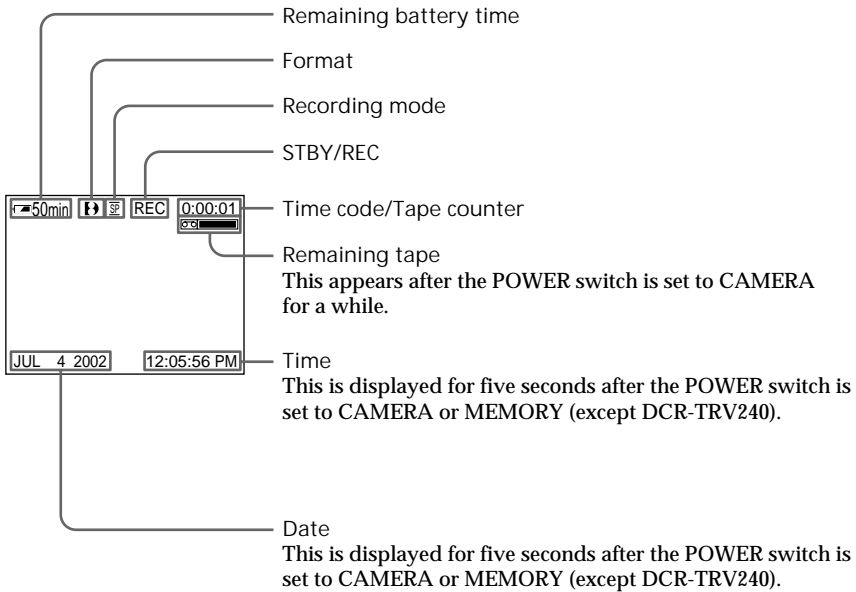 Remaining battery time
Format
Recording mode
STBY/REC
50min SP REC 0:00:01
Time code/Tape counter
Remaining tape
This appears after the POWER switch is set to CAMERA
for a while.
JUL 4 2002 12:05:56 PM
Time
This is displayed for five seconds after the POWER switch is
set to CAMERA or MEMORY (except DCR-TRV240).
Date
This is displayed for five seconds after the POWER switch is
set to CAMERA or MEMORY (except DCR-TRV240).